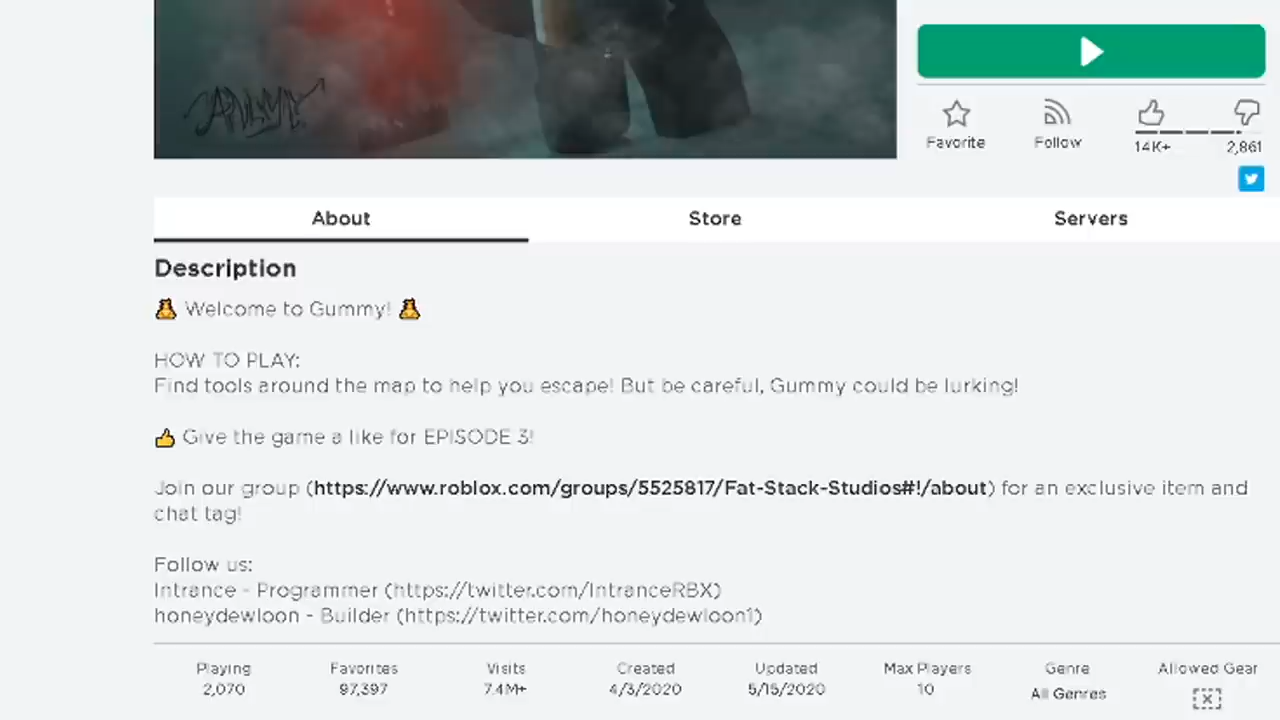 Favorite
Follow
14K+
2,861
About
Store
Servers
Description
Welcome to Gummy!
HOW TO PLAY:
Find tools around the map to help you escape! But be careful, Gummy could be lurking!
Give the game a like for EPISODE 3!
Join our group (https://www.roblox.com/groups/5525817/Fat-Stack-Studios#!/about) for an exclusive item and
chat tag!
Follow us:
Intrance - Programmer (https://twitter.com/IntranceRBX)
honeydewloon - Builder (https://twitter.com/honeydewloon1)
Playing
2,070
Favorites
97,397
Visits
7.4M+
Created
4/3/2020
Updated
5/15/2020
Max Players
10
Genre
All Genres
Allowed Gear